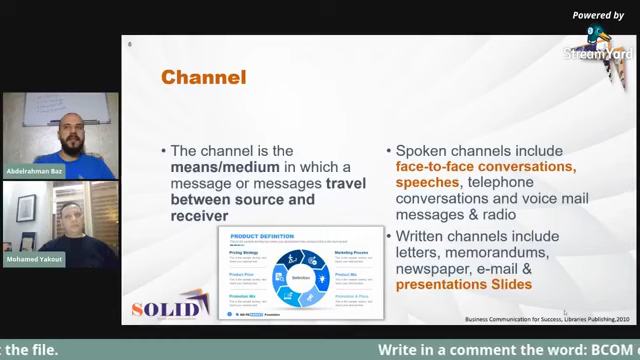 Powered by
StreamYard
6
Channel
• The channel is the
means/medium in which a
message or messages travel
between source and
receiver
• Spoken channels include
face-to-face conversations,
speeches, telephone
conversations and voice mail
messages & radio
• Written channels include
letters, memorandums,
newspaper, e-mail &
presentations Slides
PRODUCT DEFINITION
Pricing Strategy
Product Price
Promotion Mix
Definition
Marketing Process
Product Mix
Promotion & Place
SOLID
Business Communication for Success, Libraries Publishing,2010
Abdelrahman Baz
Mohamed Yakout
t the file.
Write in a comment the word: BCOM